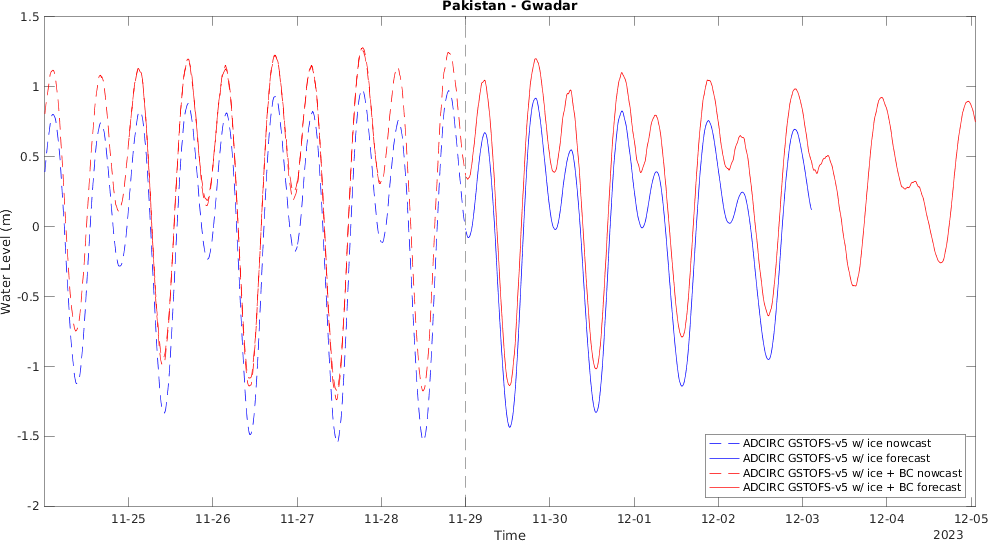 Pakistan - Gwadar
1.5
1
0.5
0
-0.5
-1
-1.5
-2
Water Level (m)
ADCIRC GSTOFS-v5 w/ ice nowcast
ADCIRC GSTOFS-v5 w/ ice forecast
ADCIRC GSTOFS-v5 w/ ice + BC nowcast
ADCIRC GSTOFS-v5 w/ ice + BC forecast
11-25 11-26 11-27 11-28 11-29 11-30 12-01 12-02 12-03 12-04 12-05
Time 2023